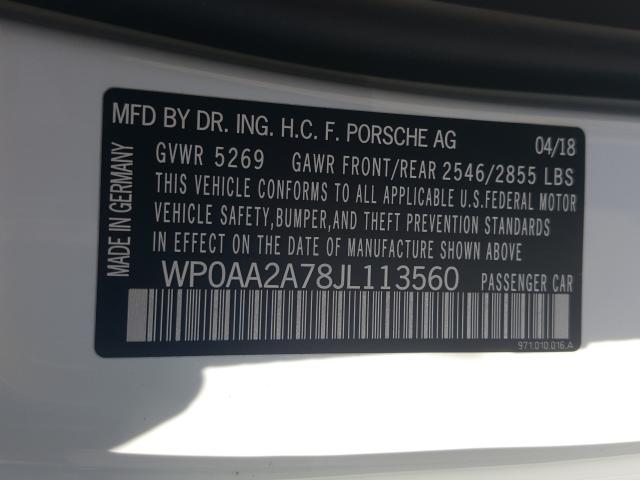 MFD BY DR. ING. H.C. F. PORSCHE AG 04/18
GVWR 5269 GAWR FRONT/REAR 2546/2855 LBS
THIS VEHICLE CONFORMS TO ALL APPLICABLE U.S.FEDERAL MOTOR
VEHICLE SAFETY,BUMPER,AND THEFT PREVENTION STANDARDS
IN EFFECT ON THE DATE OF MANUFACTURE SHOWN ABOVE
WP0AA2A78JL113560 PASSENGER CAR
971.010.016.A
MADE IN GERMANY